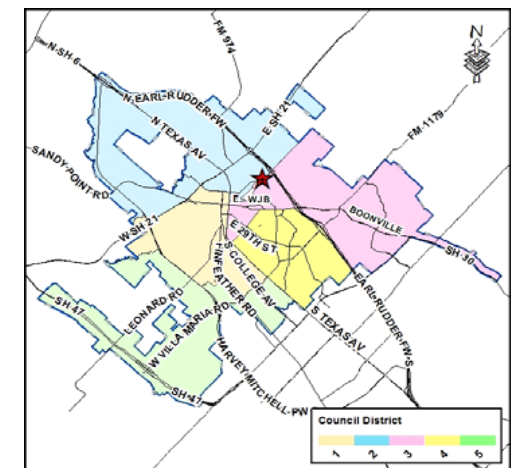 N-SH 6
FM 974
N
N-EARL-RUDDER-FW
E SH 21
FM-1179
N TEXAS AV
SANDY-POINT-RD
E-WJB
BOONVILLE
W-SH 21
E 29TH ST
SH-30
S COLLEGE AV
FINFEATHER RD
LEONARD RD
EARL-RUDDER-FW-S
SH 47
W VILLA MARIA RD
S TEXAS AV
HARVEY-MITCHELL-PW
SH-47
Council District
1 2 3 4 5